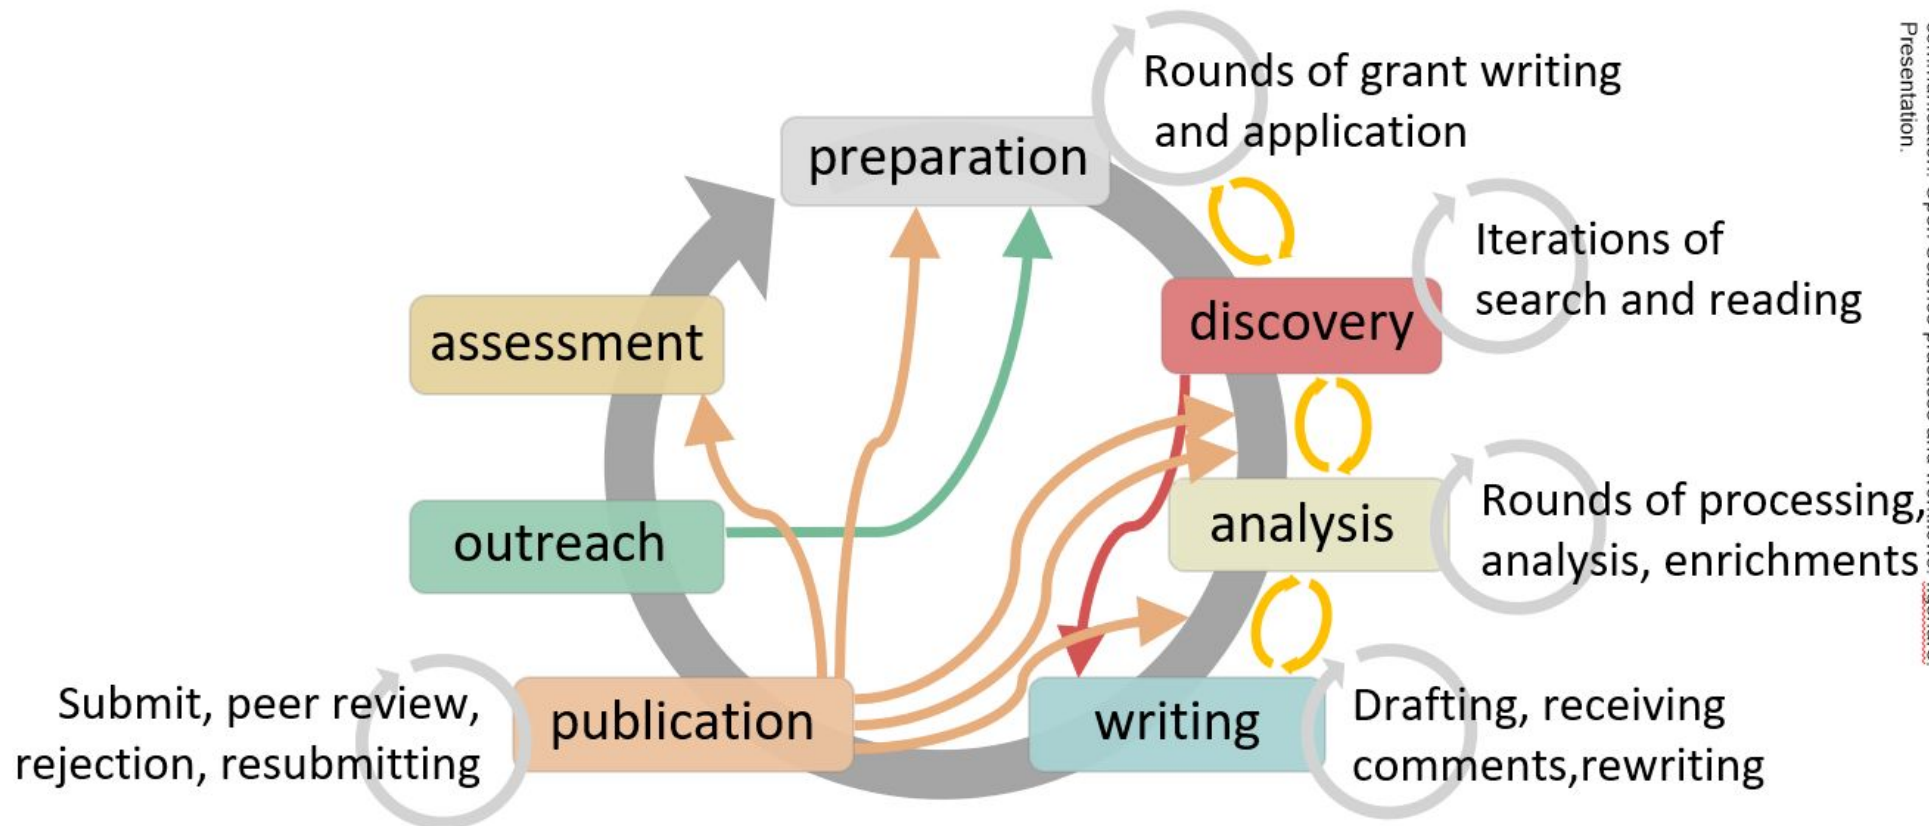 Rounds of grant writing
and application
preparation
Iterations of
search and reading
discovery
assessment
Rounds of processing,
analysis, enrichments
analysis
outreach
Submit, peer review,
rejection, resubmitting
publication
writing
Drafting, receiving
comments,rewriting
Presentation.